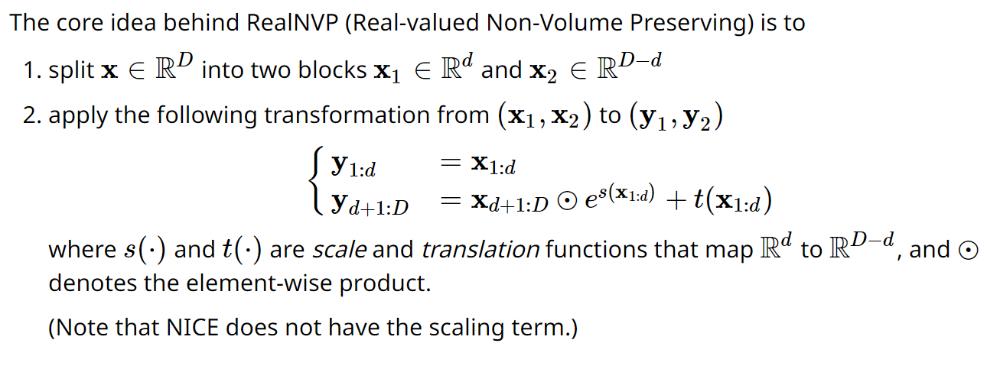 The core idea behind RealNVP (Real-valued Non-Volume Preserving) is to
1. split $\mathbf{x} \in \mathbb{R}^D$ into two blocks $\mathbf{x}_1 \in \mathbb{R}^d$ and $\mathbf{x}_2 \in \mathbb{R}^{D-d}$
2. apply the following transformation from $(\mathbf{x}_1, \mathbf{x}_2)$ to $(\mathbf{y}_1, \mathbf{y}_2)$
$\begin{cases} \mathbf{y}_{1:d} & = \mathbf{x}_{1:d} \\ \mathbf{y}_{d+1:D} & = \mathbf{x}_{d+1:D} \odot e^{s(\mathbf{x}_{1:d})} + t(\mathbf{x}_{1:d}) \end{cases}$
where $s(\cdot)$ and $t(\cdot)$ are scale and translation functions that map $\mathbb{R}^d$ to $\mathbb{R}^{D-d}$, and $\odot$
denotes the element-wise product.
(Note that NICE does not have the scaling term.)